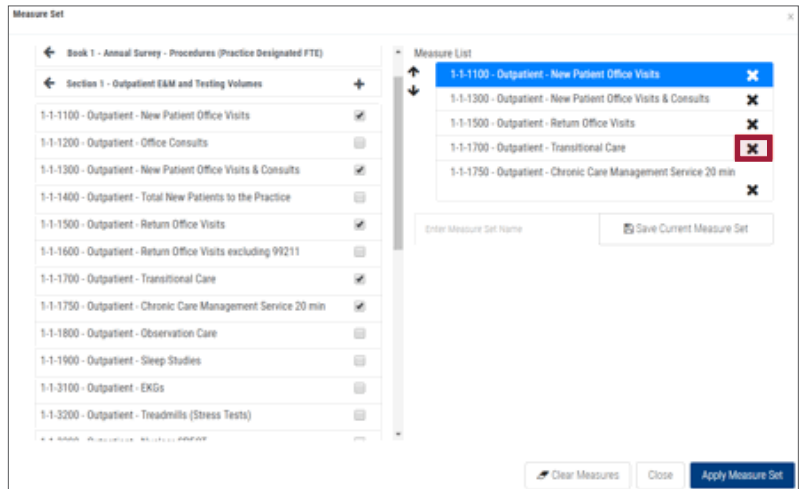 Measure Set
Book 1 - Annual Survey - Procedures (Practice Designated FTE)
Section 1 - Outpatient E&M and Testing Volumes
1-1-1100 - Outpatient - New Patient Office Visits
1-1-1200 - Outpatient - Office Consults
1-1-1300 - Outpatient - New Patient Office Visits & Consults
1-1-1400 - Outpatient - Total New Patients to the Practice
1-1-1500 - Outpatient - Return Office Visits
1-1-1600 - Outpatient - Return Office Visits excluding 99211
1-1-1700 - Outpatient - Transitional Care
1-1-1750 - Outpatient - Chronic Care Management Service 20 min
1-1-1800 - Outpatient - Observation Care
1-1-1900 - Outpatient - Sleep Studies
1-1-3100 - Outpatient - EKGs
1-1-3200 - Outpatient - Treadmills (Stress Tests)
Measure List
1-1-1100 - Outpatient - New Patient Office Visits
1-1-1300 - Outpatient - New Patient Office Visits & Consults
1-1-1500 - Outpatient - Return Office Visits
1-1-1700 - Outpatient - Transitional Care
1-1-1750 - Outpatient - Chronic Care Management Service 20 min
Enter Measure Set Name
Save Current Measure Set
Clear Measures
Close
Apply Measure Set